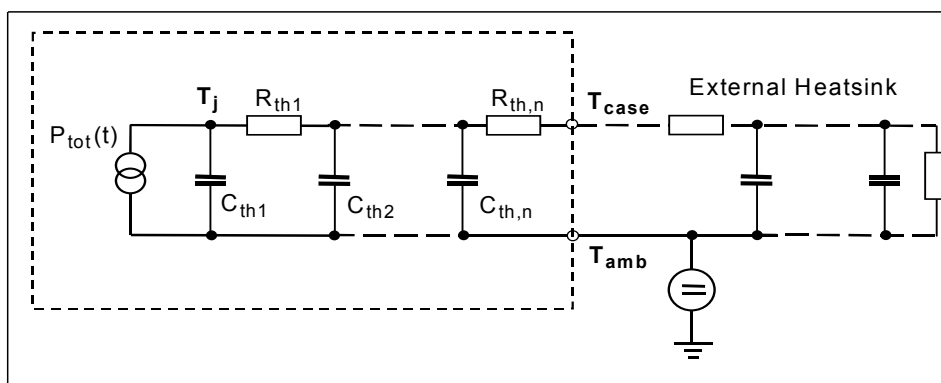 External Heatsink
T_j
R_th1
R_th,n
T_case
P_tot(t)
C_th1
C_th2
C_th,n
T_amb